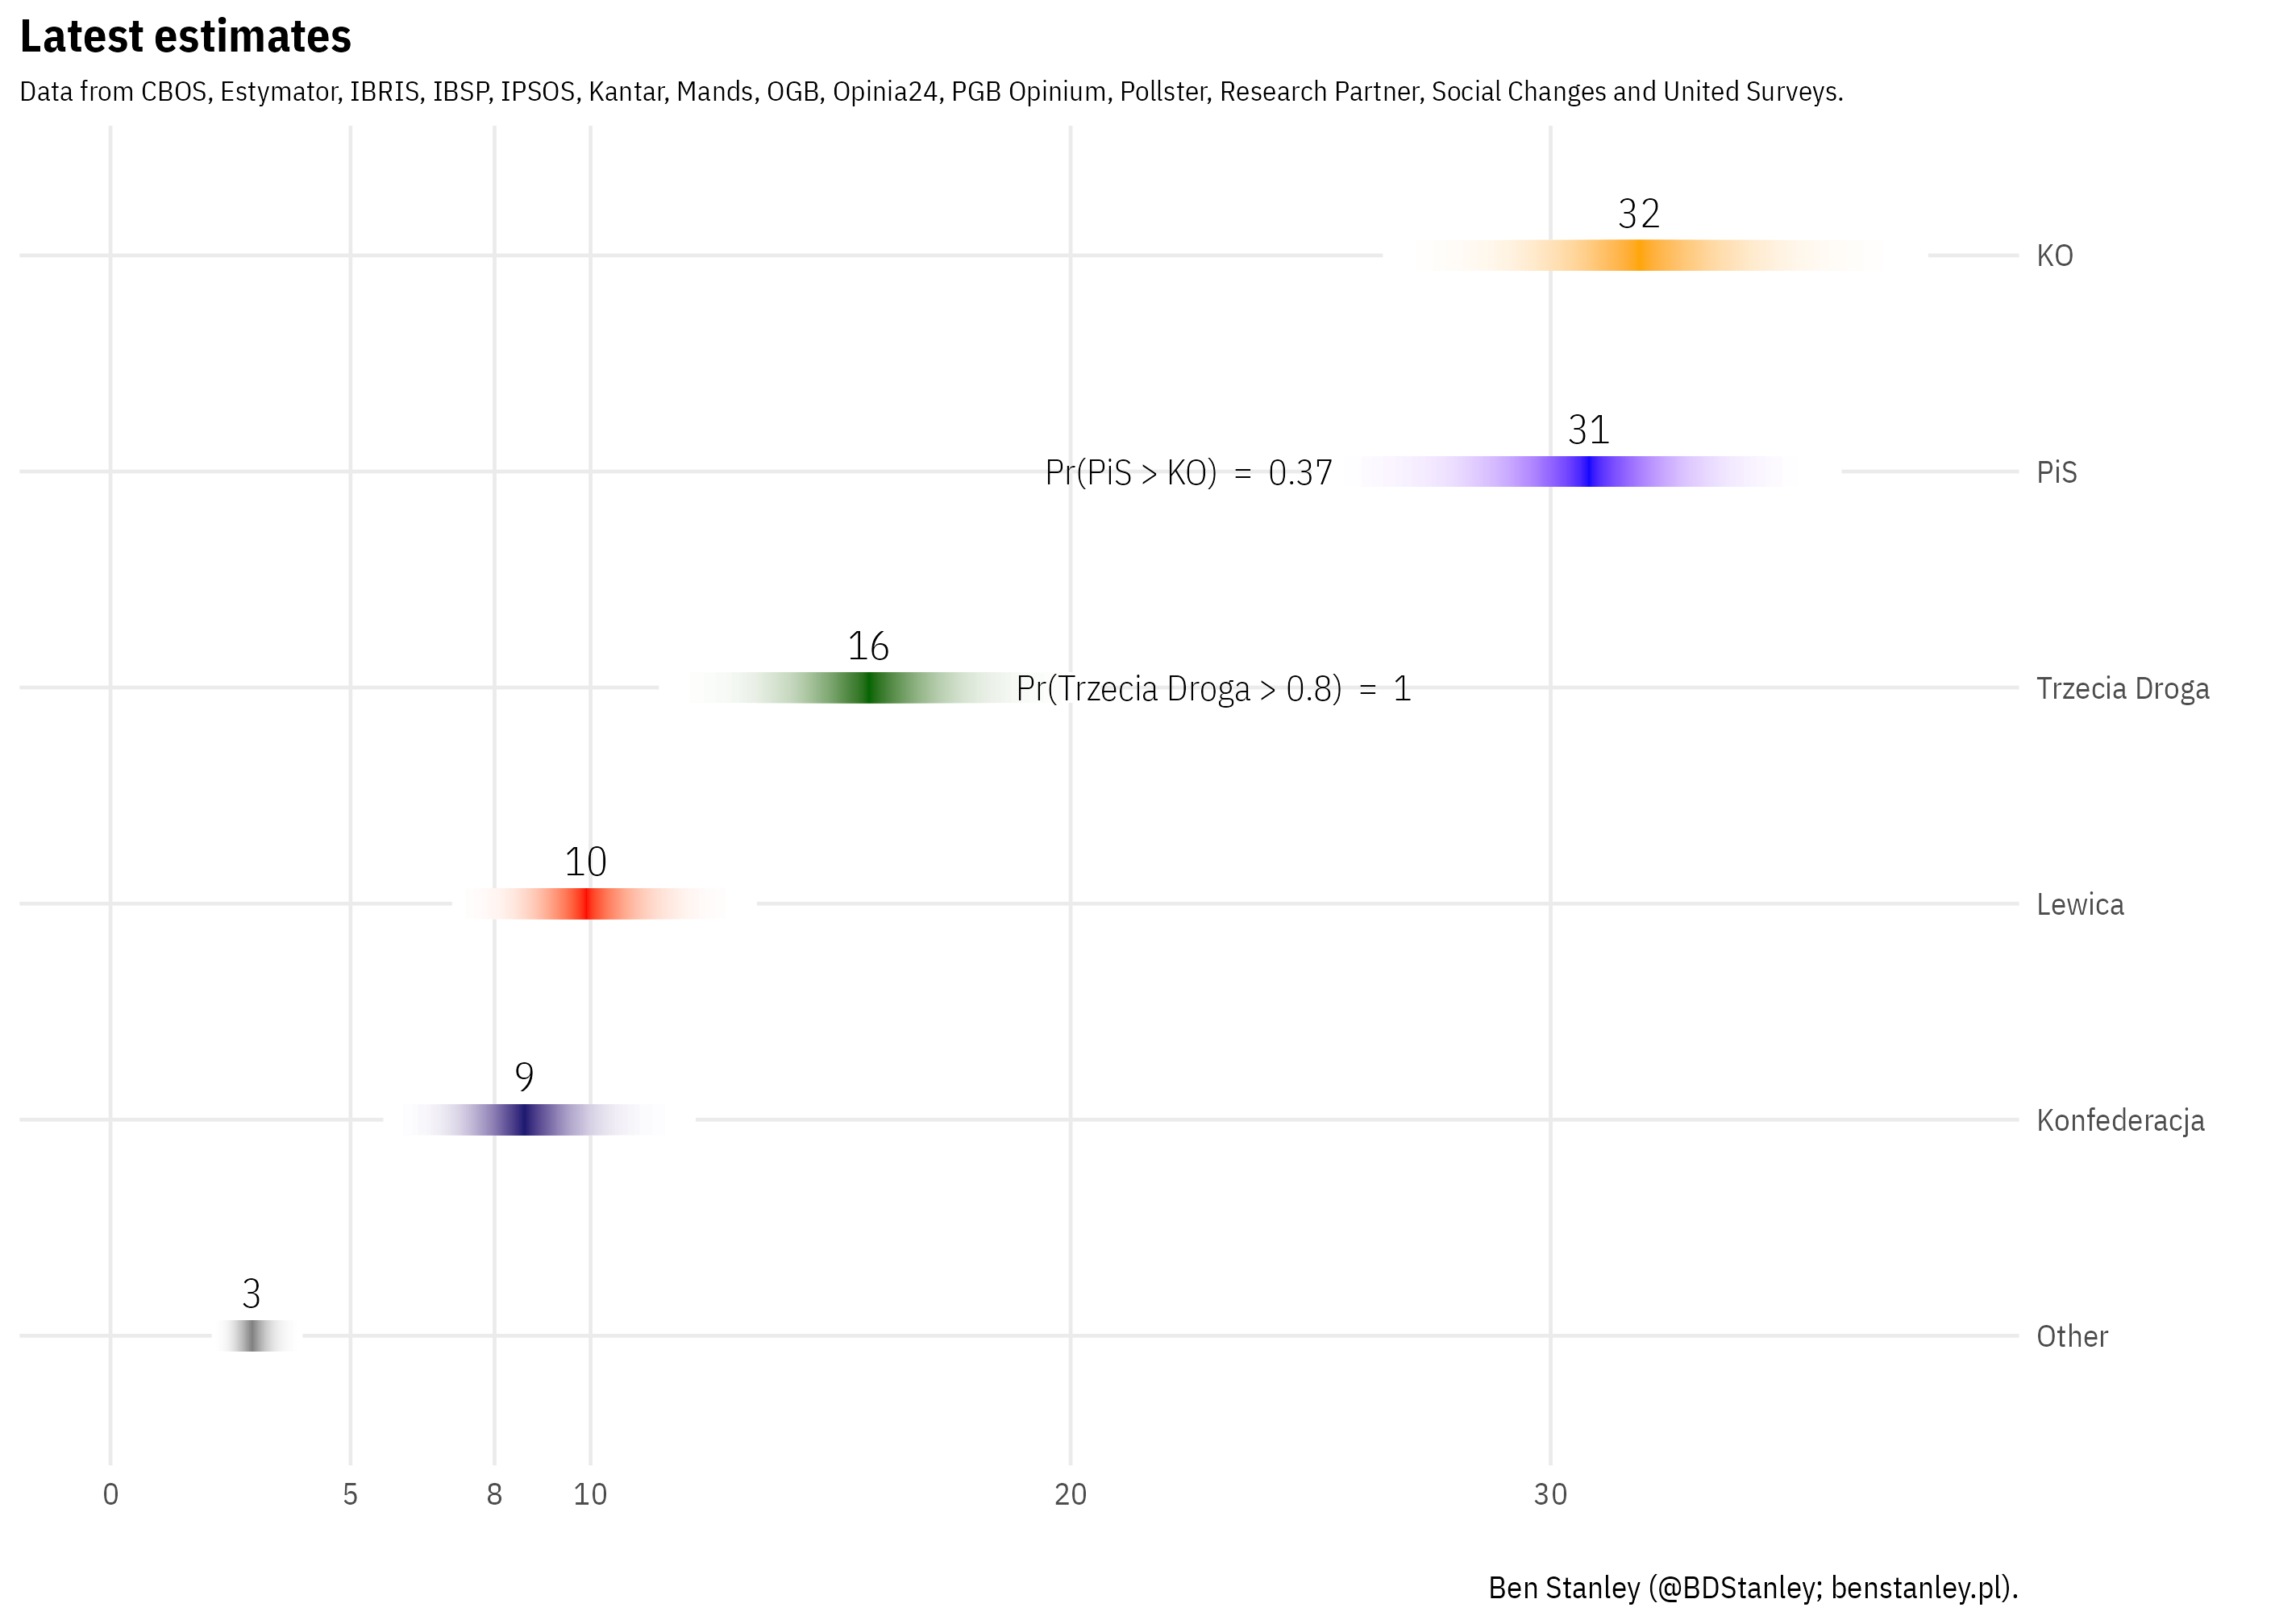 Latest estimates
Data from CBOS, Estymator, IBRIS, IBSP, IPSOS, Kantar, Mands, OGB, Opinia24, PGB Opinium, Pollster, Research Partner, Social Changes and United Surveys.
32
KO
31
Pr(PiS > KO) = 0.37
PiS
16
Pr(Trzecia Droga > 0.8) = 1
Trzecia Droga
10
Lewica
9
Konfederacja
3
Other
0 5 8 10 20 30
Ben Stanley (@BDStanley; benstanley.pl).